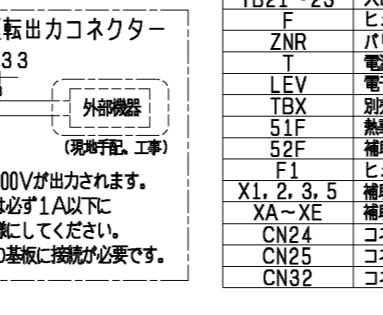 転出力コネクター
33
外部機器
(現地手配、工事)
00Vが出力されます。
は必ず1A以下に
様にしてください。
の基板に接続が必要です。
TB21~23
F ヒ
ZNR バ
T 電
LEV 電
TBX 別
51F 熱
52F 補
F1 ヒ
X1, 2, 3, 5 補
XA~XE 補
CN24 コ
CN25 コ
CN32 コ